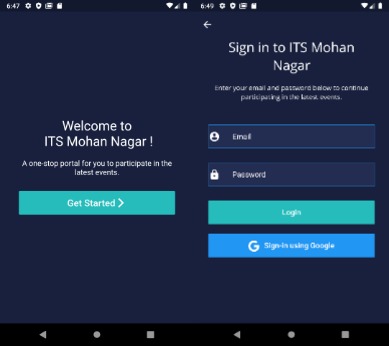 6:47
Welcome to
ITS Mohan Nagar !
A one-stop portal for you to participate in the
latest events.
Get Started
6:49
Sign in to ITS Mohan
Nagar
Enter your email and password below to continue
participating in the latest events.
Email
Password
Login
G Sign-in using Google